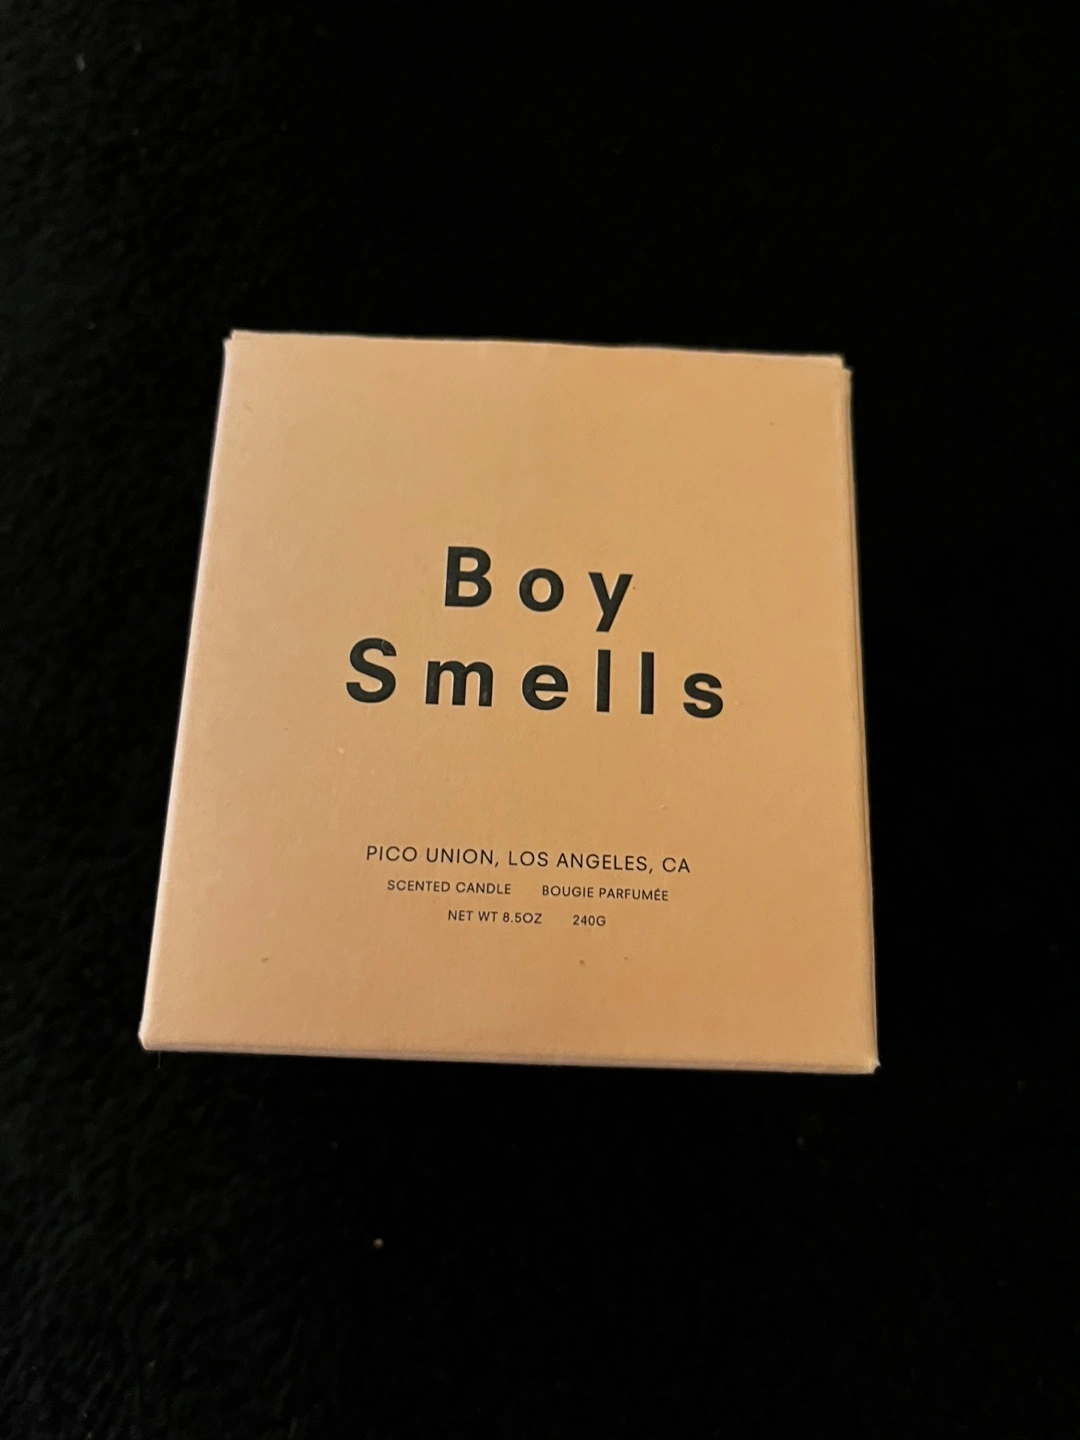 Boy
Smells
PICO UNION, LOS ANGELES, CA
SCENTED CANDLE BOUGIE PARFUMÉE
NET WT 8.5OZ 240G